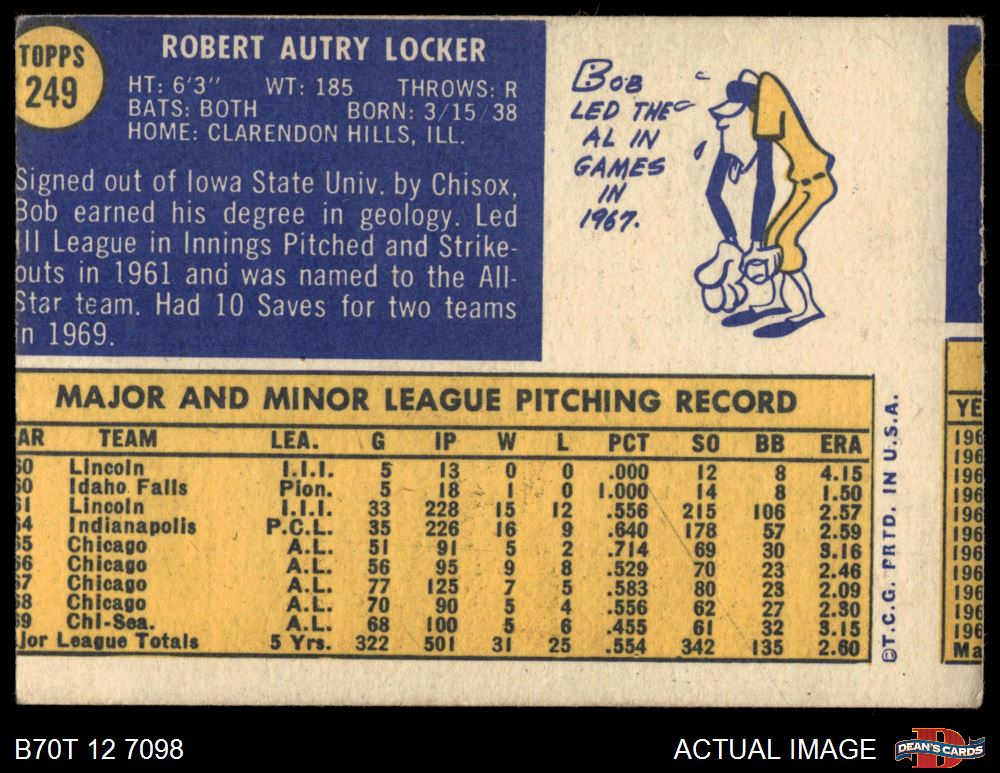 TOPPS
249
ROBERT AUTRY LOCKER
HT: 6'3" WT: 185 THROWS: R
BATS: BOTH BORN: 3/15/38
HOME: CLARENDON HILLS, ILL.
Signed out of Iowa State Univ. by Chisox,
Bob earned his degree in geology. Led
III League in Innings Pitched and Strike-
outs in 1961 and was named to the All-
Star team. Had 10 Saves for two teams
in 1969.
BOB
LED THE
AL IN
GAMES
IN
1967.
MAJOR AND MINOR LEAGUE PITCHING RECORD
AR TEAM LEA. G IP W L PCT SO BB ERA
60 Lincoln I.I.I. 5 13 0 0 .000 12 8 4.15
60 Idaho Falls Pion. 5 18 1 0 1.000 14 8 1.50
61 Lincoln I.I.I. 33 228 15 12 .556 215 106 2.57
64 Indianapolis P.C.L. 35 226 16 9 .640 178 57 2.59
65 Chicago A.L. 51 91 5 2 .714 69 30 3.16
66 Chicago A.L. 56 95 9 8 .529 70 23 2.46
67 Chicago A.L. 77 125 7 5 .583 80 23 2.09
68 Chicago A.L. 70 90 5 4 .556 62 27 2.30
69 Chi-Sea. A.L. 68 100 5 6 .455 61 32 3.15
jor League Totals 5 Yrs. 322 501 31 25 .554 342 135 2.60
©T.C.G. PRTD. IN U.S.A.
YE
196
196
196
196
196
196
196
196
196
Ma
B70T 12 7098
ACTUAL IMAGE
DEAN'S CARDS